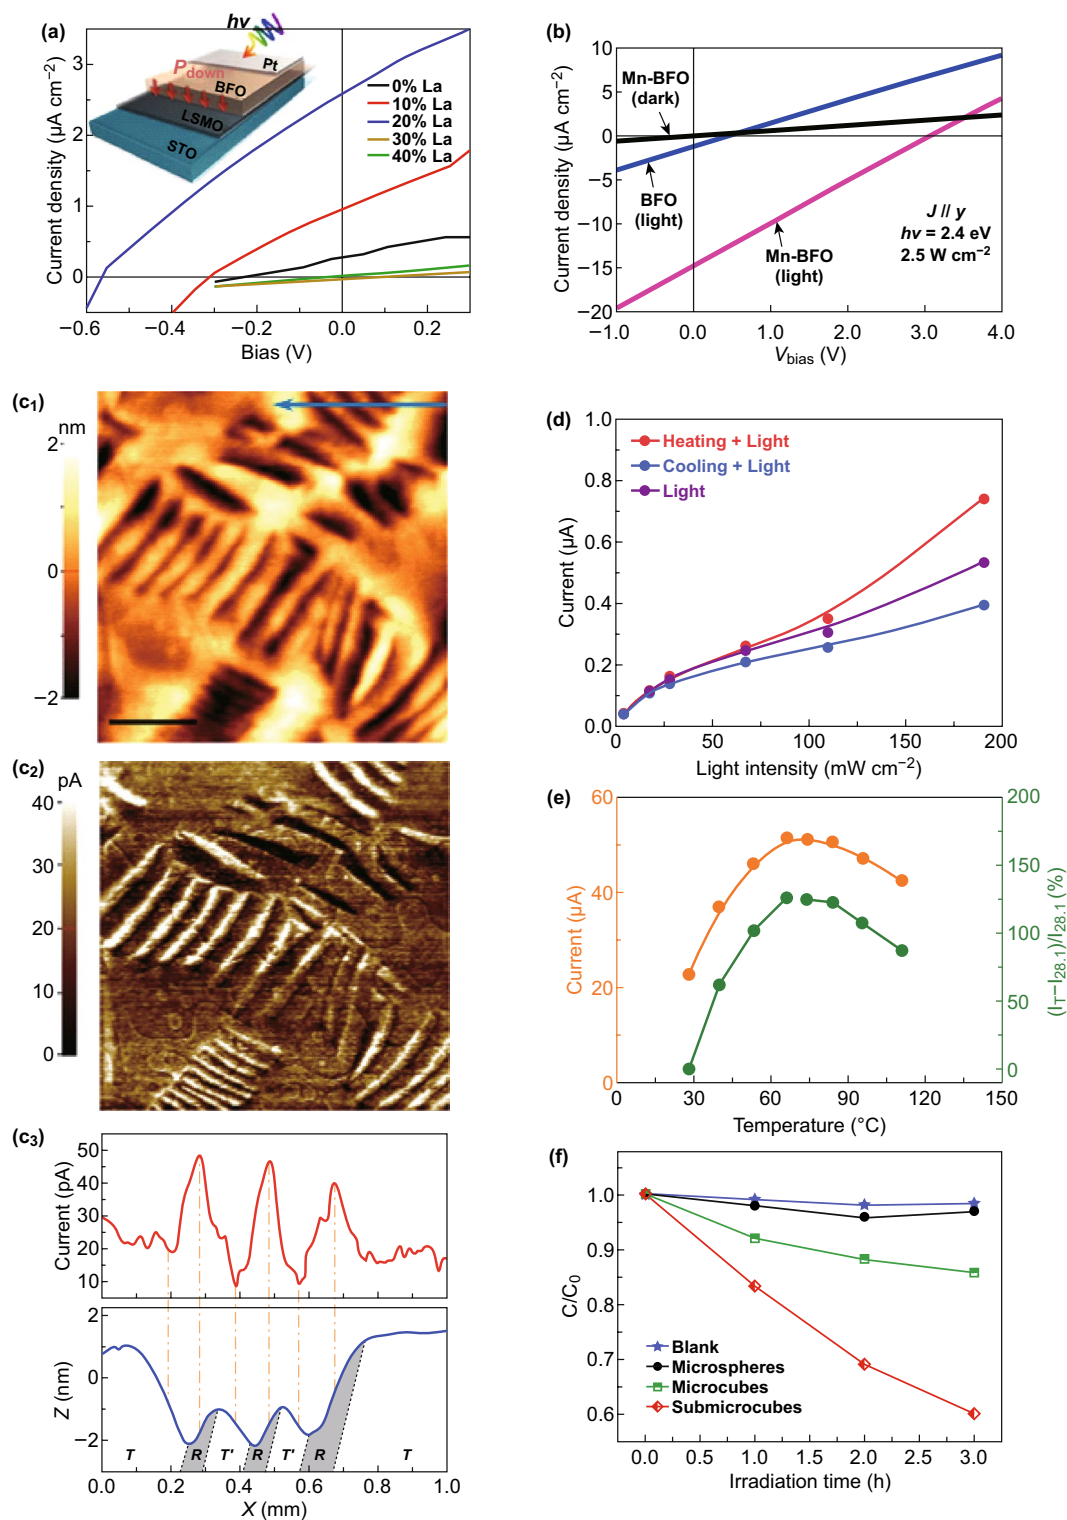 (a)
hν
Pt
P down
BFO
LSMO
STO
0% La
10% La
20% La
30% La
40% La
Current density (µA cm−2)
3
2
1
0
−0.6
−0.4
−0.2
0.0
0.2
Bias (V)
(b)
Mn-BFO
(dark)
BFO
(light)
Mn-BFO
(light)
J // y
hν = 2.4 eV
2.5 W cm−2
Current density (µA cm−2)
10
5
0
−5
−10
−15
−20
−1.0
0.0
1.0
2.0
3.0
4.0
Vbias (V)
(c1)
nm
2
0
−2
(d)
Heating + Light
Cooling + Light
Light
Current (µA)
1.0
0.8
0.6
0.4
0.2
0.0
0
50
100
150
200
Light intensity (mW cm−2)
(c2)
pA
40
30
20
10
0
(e)
Current (µA)
60
40
20
0
200
150
100
50
0
(IT−I28.1)/I28.1 (%)
0
30
60
90
120
150
Temperature (°C)
(c3)
Current (pA)
50
40
30
20
10
Z (nm)
2
0
−2
T
R
T'
R
T'
R
T
0.0
0.2
0.4
0.6
0.8
1.0
X (mm)
(f)
C/C0
1.0
0.9
0.8
0.7
0.6
Blank
Microspheres
Microcubes
Submicrocubes
0.0
0.5
1.0
1.5
2.0
2.5
3.0
Irradiation time (h)